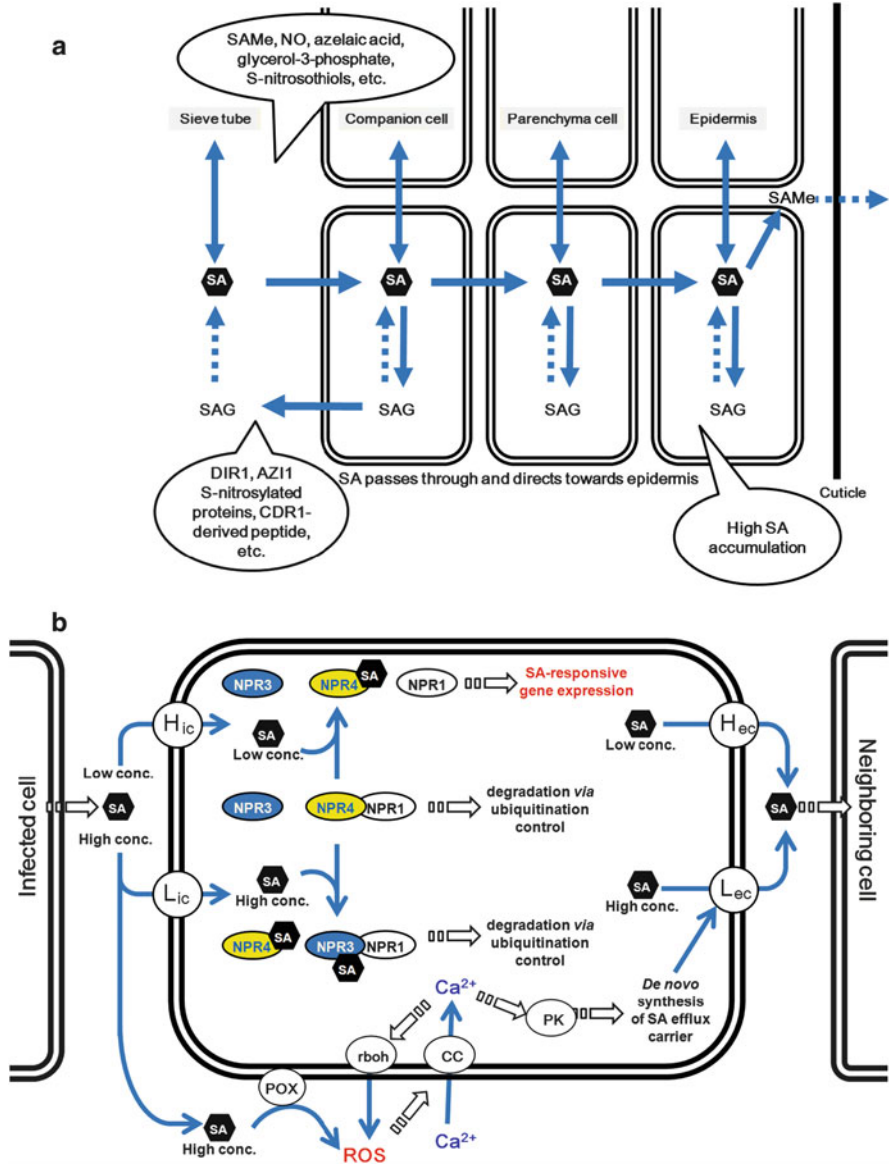 a
SAMe, NO, azelaic acid,
glycerol-3-phosphate,
S-nitrosothiols, etc.
Sieve tube
Companion cell
Parenchyma cell
Epidermis
SAMe
SA
SA
SA
SA
SAG
SAG
SAG
SAG
DIR1, AZI1
S-nitrosylated
proteins, CDR1-
derived peptide,
etc.
SA passes through and directs towards epidermis
High SA
accumulation
Cuticle
b
Infected cell
Low conc.
SA
High conc.
H ic
L ic
NPR3
NPR4
SA
NPR1
SA-responsive
gene expression
SA
Low conc.
NPR3
NPR4
NPR1
degradation via
ubiquitination
control
SA
High conc.
NPR4
SA
NPR3
NPR1
SA
degradation via
ubiquitination
control
SA
Low conc.
H ec
SA
SA
High conc.
L ec
Neighboring cell
Ca2+
PK
De novo
synthesis
of SA efflux
carrier
rboh
CC
POX
SA
High conc.
ROS
Ca2+